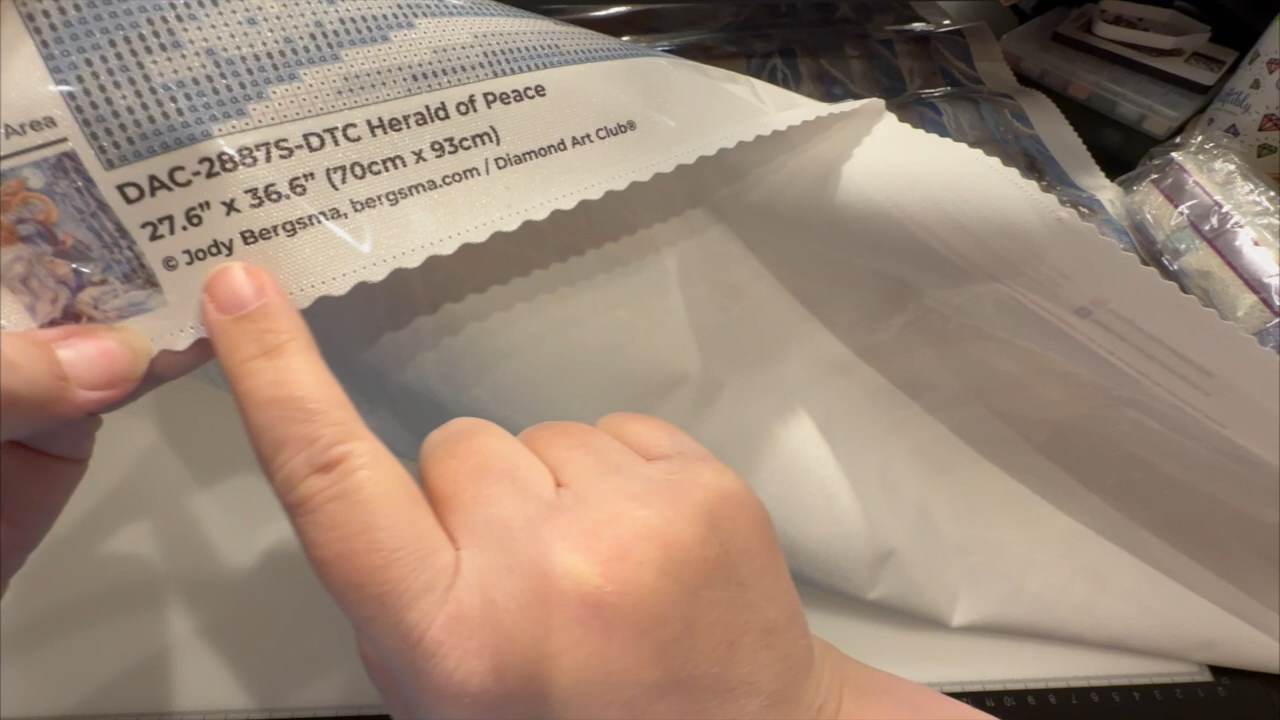 Area
DAC-2887S-DTC Herald of Peace
27.6" x 36.6" (70cm x 93cm)
© Jody Bergsma, bergsma.com / Diamond Art Club®